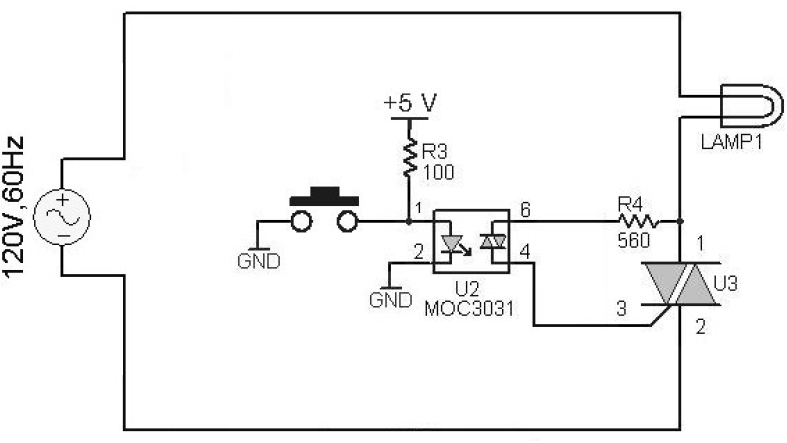 +5 V
R3
100
120V,60Hz
+
−
GND
1
2
GND
U2
MOC3031
6
4
R4
560
LAMP1
1
U3
3
2